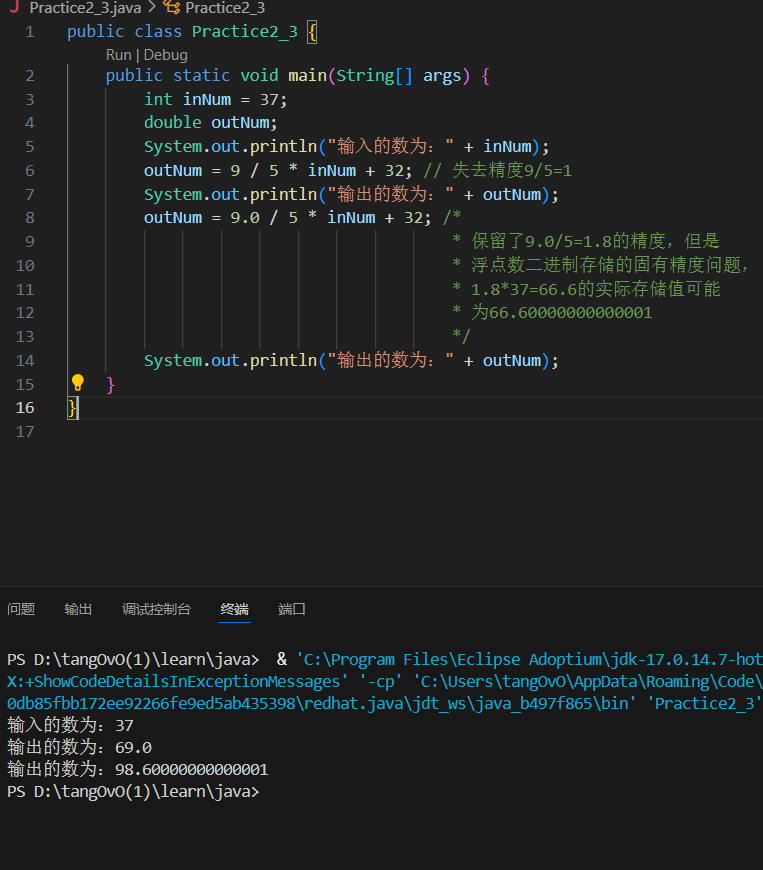 Practice2_3.java > Practice2_3
1 public class Practice2_3 {
Run | Debug
2 public static void main(String[] args) {
3 int inNum = 37;
4 double outNum;
5 System.out.println("输入的数为：" + inNum);
6 outNum = 9 / 5 * inNum + 32; // 失去精度9/5=1
7 System.out.println("输出的数为：" + outNum);
8 outNum = 9.0 / 5 * inNum + 32; /*
9 * 保留了9.0/5=1.8的精度，但是
10 * 浮点数二进制存储的固有精度问题，
11 * 1.8*37=66.6的实际存储值可能
12 * 为66.60000000000001
13 */
14 System.out.println("输出的数为：" + outNum);
15 }
16 }
17
问题 输出 调试控制台 终端 端口
PS D:\tangOvO(1)\learn\java>  & 'C:\Program Files\Eclipse Adoptium\jdk-17.0.14.7-hot
X:+ShowCodeDetailsInExceptionMessages' '-cp' 'C:\Users\tangOvO\AppData\Roaming\Code\
0db85fbb172ee92266fe9ed5ab435398\redhat.java\jdt_ws\java_b497f865\bin' 'Practice2_3'
输入的数为：37
输出的数为：69.0
输出的数为：98.60000000000001
PS D:\tangOvO(1)\learn\java>